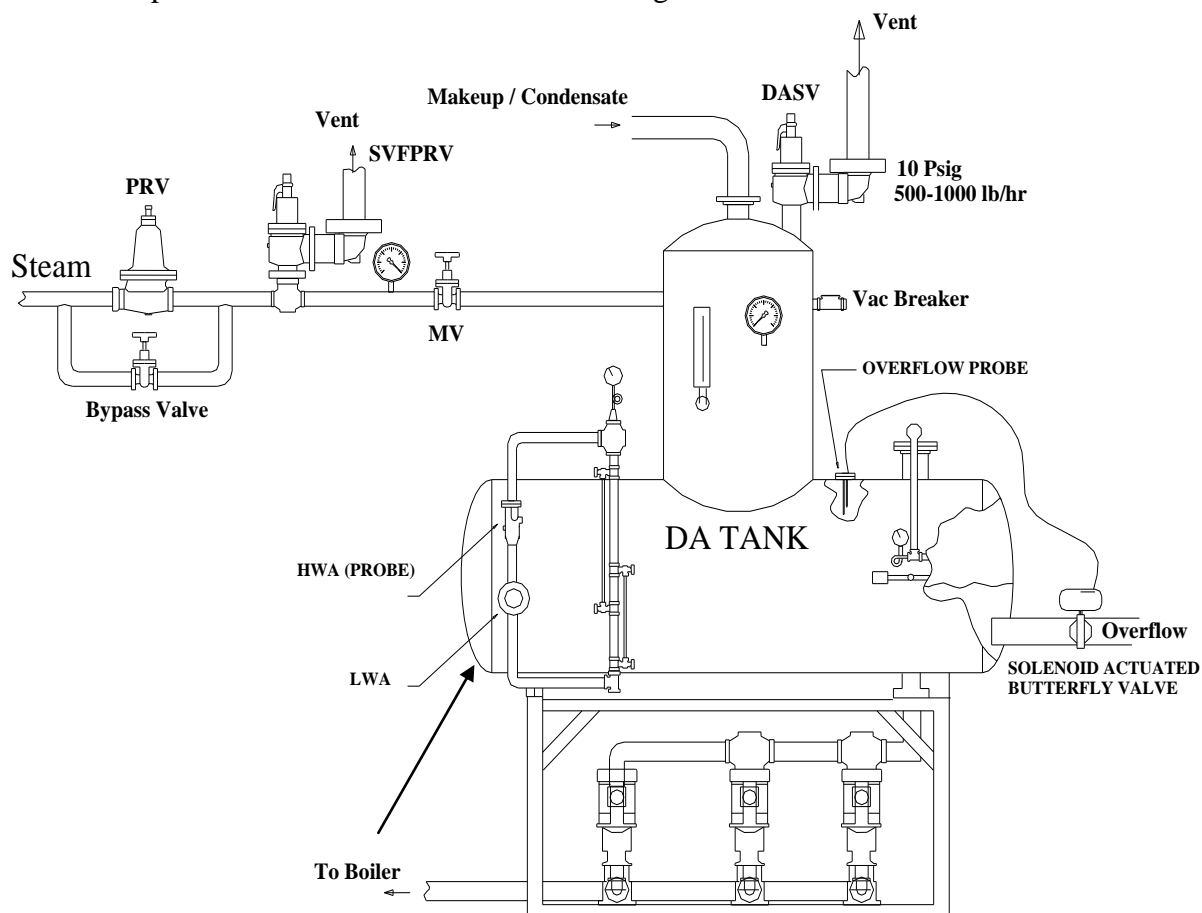 Vent
Makeup / Condensate
DASV
Vent
SVFPRV
10 Psig
500-1000 lb/hr
PRV
Steam
Vac Breaker
MV
OVERFLOW PROBE
Bypass Valve
DA TANK
HWA (PROBE)
Overflow
LWA
SOLENOID ACTUATED
BUTTERFLY VALVE
To Boiler